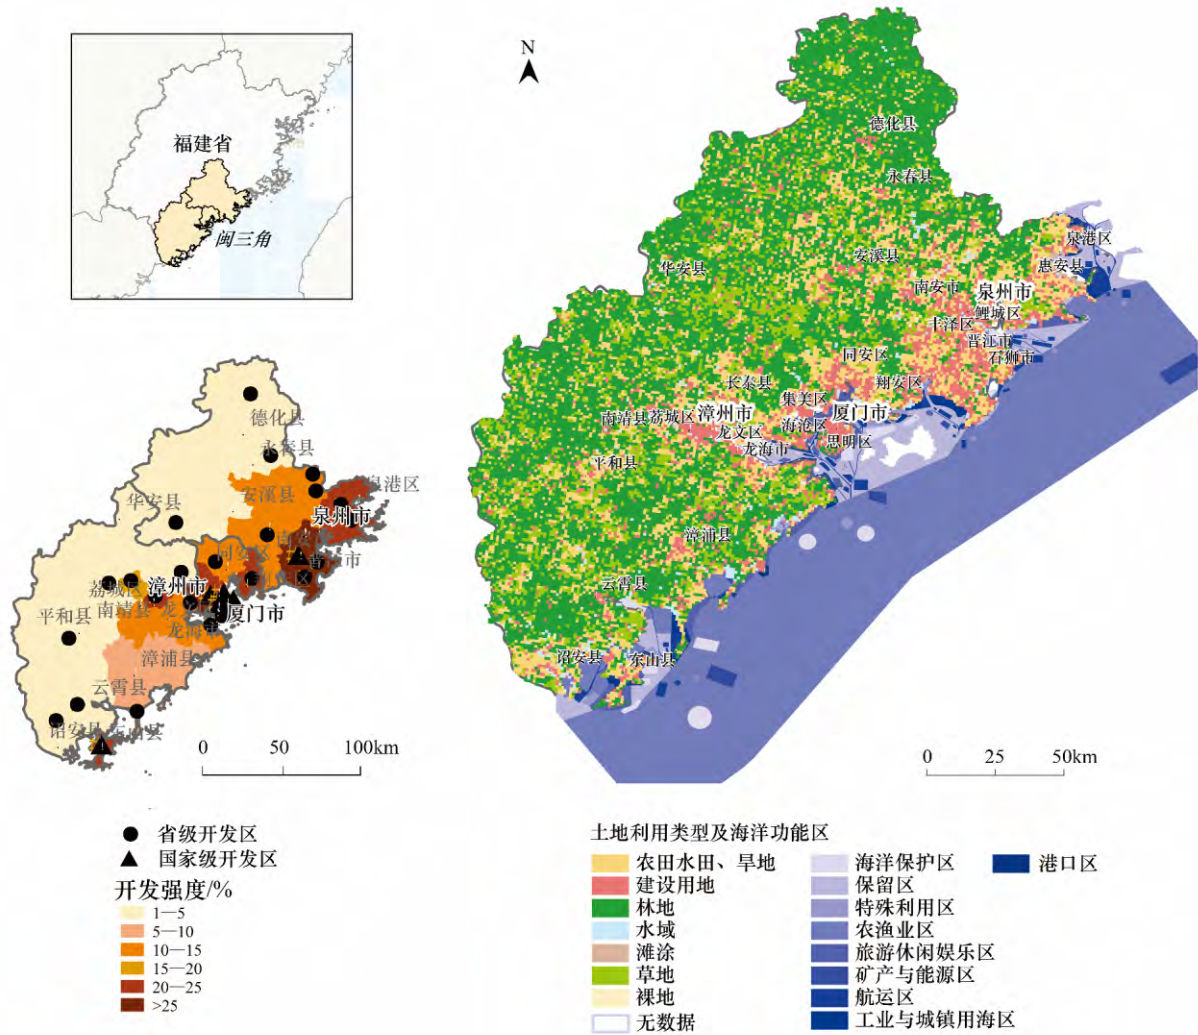 福建省
闽三角
N
德化县
永春县
泉港区
安溪县
惠安县
华安县
南安市
泉州市
鲤城区
丰泽区
晋江市
石狮市
同安区
长泰县
翔安区
集美区
南靖县
荔城区
漳州市
厦门市
海沧区
龙文区
思明区
龙海市
平和县
漳浦县
云霄县
诏安县
东山县
0
25
50km
德化县
永春县
安溪县
泉港区
华安县
泉州市
同安区
荔城区
漳州市
南靖县
厦门市
平和县
龙海市
漳浦县
云霄县
诏安县
东山县
0
50
100km
省级开发区
国家级开发区
开发强度/%
1—5
5—10
10—15
15—20
20—25
>25
土地利用类型及海洋功能区
农田水田、旱地
建设用地
林地
水域
滩涂
草地
裸地
无数据
海洋保护区
保留区
特殊利用区
农渔业区
旅游休闲娱乐区
矿产与能源区
航运区
工业与城镇用海区
港口区